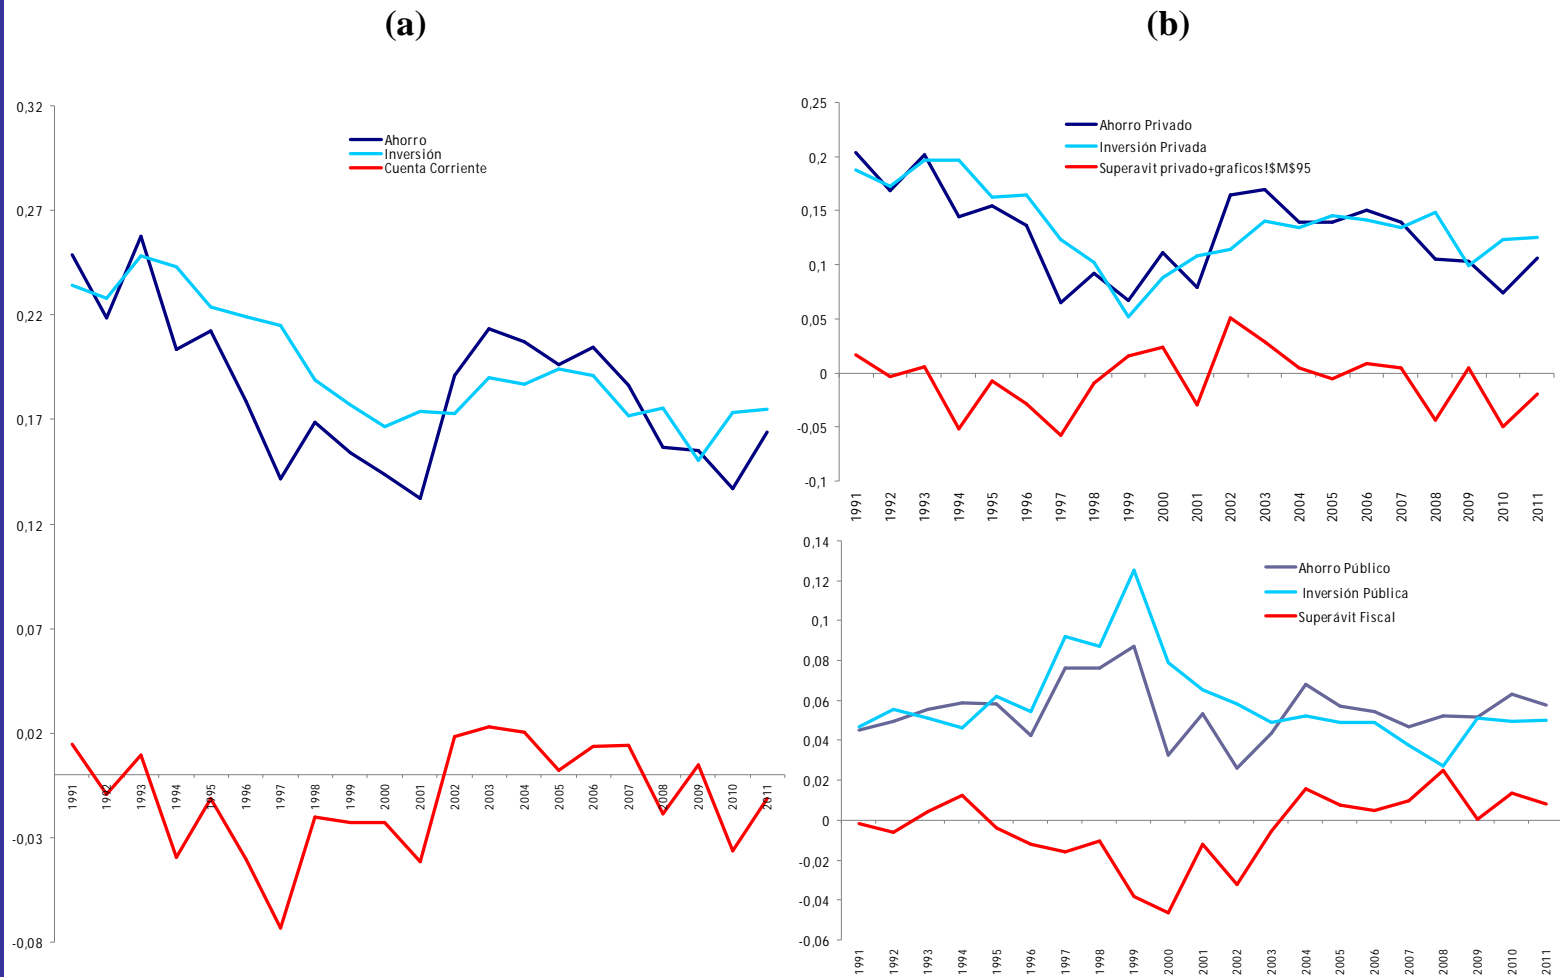 (a)
0,32
0,27
0,22
0,17
0,12
0,07
0,02
-0,03
-0,08
Ahorro
Inversión
Cuenta Corriente
1991 1992 1993 1994 1995 1996 1997 1998 1999 2000 2001 2002 2003 2004 2005 2006 2007 2008 2009 2010 2011
(b)
0,25
0,2
0,15
0,1
0,05
0
-0,05
-0,1
Ahorro Privado
Inversión Privada
Superavit privado+graficos!$M$95
1991 1992 1993 1994 1995 1996 1997 1998 1999 2000 2001 2002 2003 2004 2005 2006 2007 2008 2009 2010 2011
0,14
0,12
0,1
0,08
0,06
0,04
0,02
0
-0,02
-0,04
-0,06
Ahorro Público
Inversión Pública
Superávit Fiscal
1991 1992 1993 1994 1995 1996 1997 1998 1999 2000 2001 2002 2003 2004 2005 2006 2007 2008 2009 2010 2011